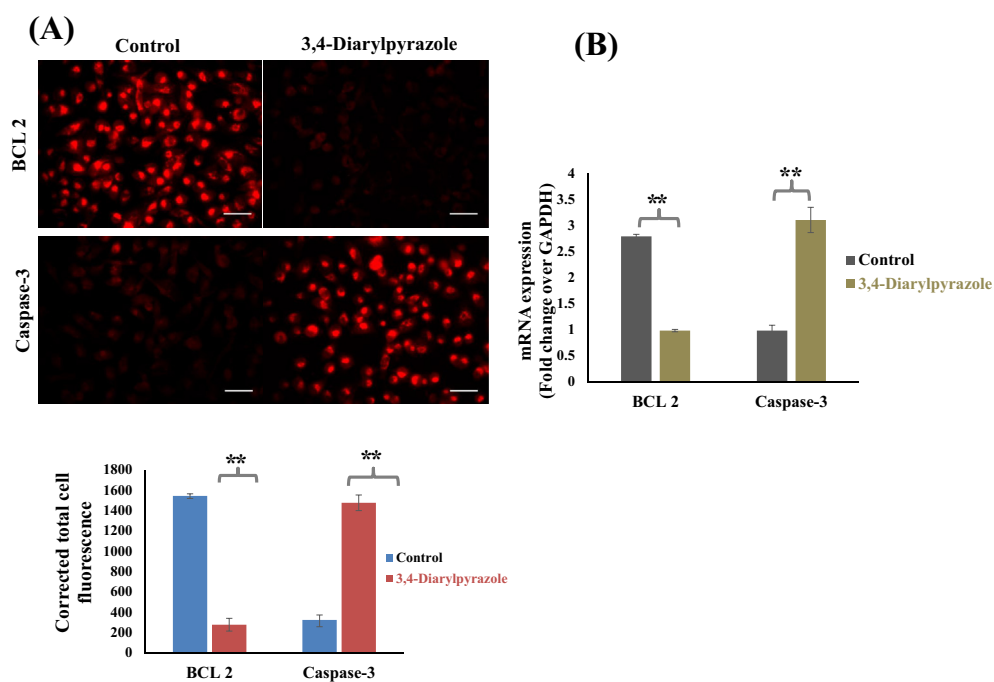 (A)
Control
3,4-Diarylpyrazole
BCL 2
Caspase-3
Corrected total cell
fluorescence
1800
1600
1400
1200
1000
800
600
400
200
0
**
**
BCL 2
Caspase-3
Control
3,4-Diarylpyrazole
(B)
mRNA expression
(Fold change over GAPDH)
4
3.5
3
2.5
2
1.5
1
0.5
0
**
**
BCL 2
Caspase-3
Control
3,4-Diarylpyrazole